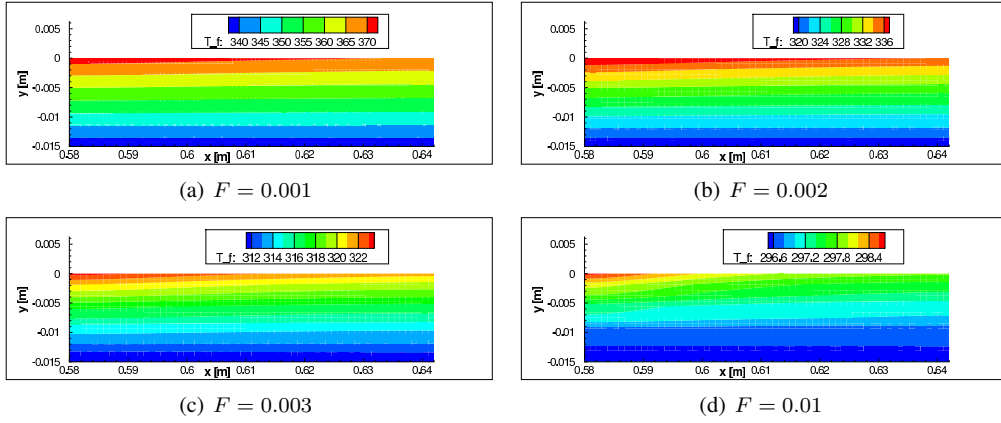 T_f: 340 345 350 355 360 365 370
0.005
0
-0.005
-0.01
-0.015
y [m]
0.58 0.59 0.6 0.61 0.62 0.63 0.64
x [m]
(a) F = 0.001
T_f: 320 324 328 332 336
0.005
0
-0.005
-0.01
-0.015
y [m]
0.58 0.59 0.6 0.61 0.62 0.63 0.64
x [m]
(b) F = 0.002
T_f: 312 314 316 318 320 322
0.005
0
-0.005
-0.01
-0.015
y [m]
0.58 0.59 0.6 0.61 0.62 0.63 0.64
x [m]
(c) F = 0.003
T_f: 296.6 297.2 297.8 298.4
0.005
0
-0.005
-0.01
-0.015
y [m]
0.58 0.59 0.6 0.61 0.62 0.63 0.64
x [m]
(d) F = 0.01